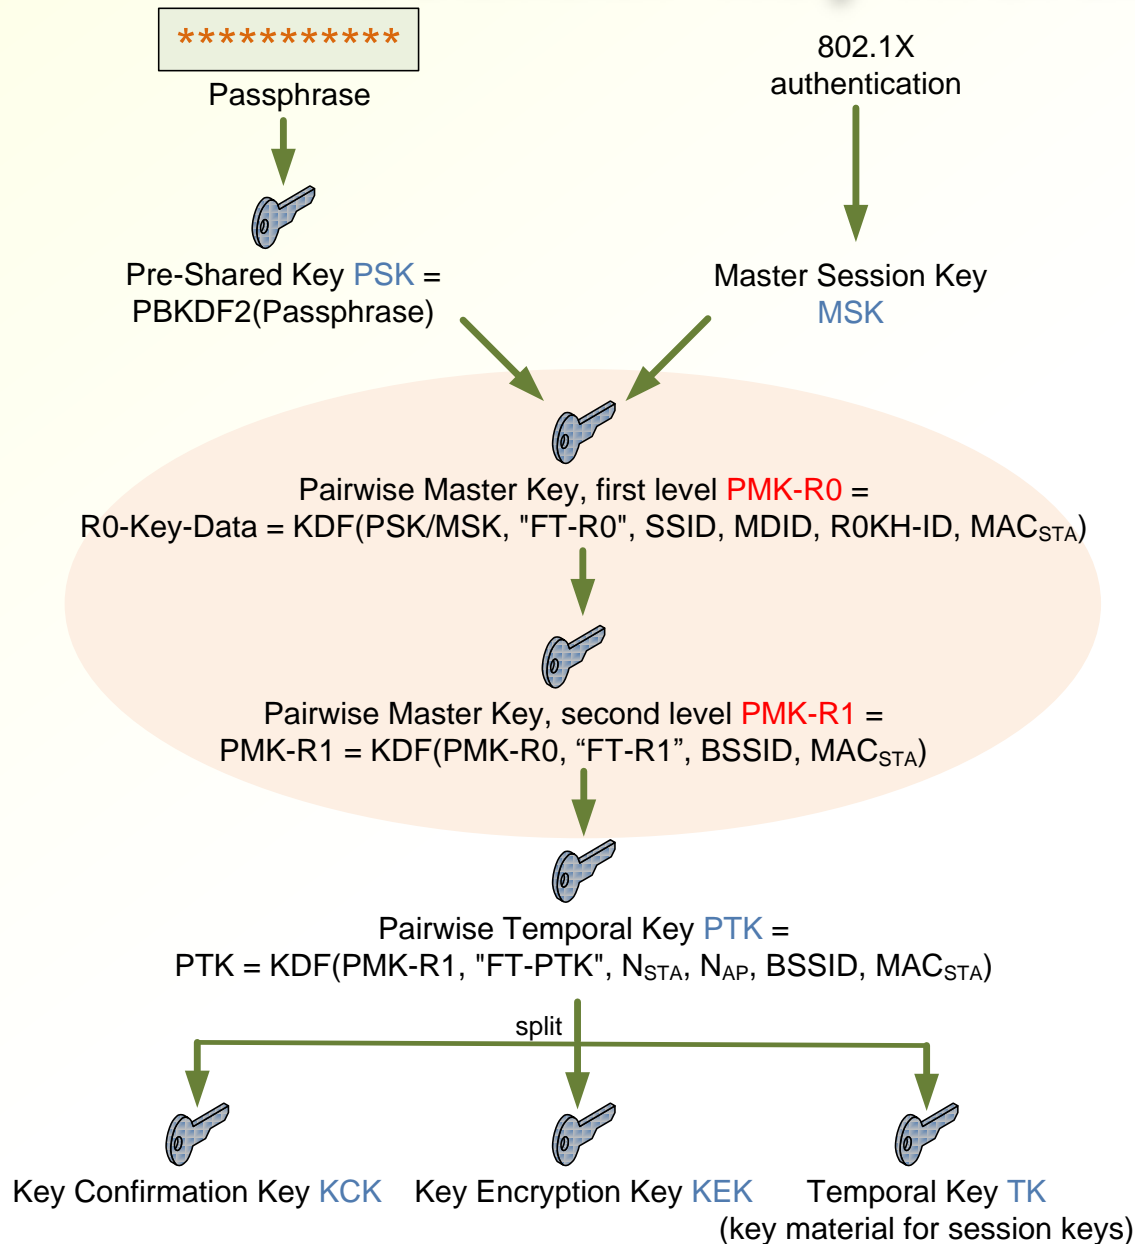 ***********
Passphrase
802.1X
authentication
Pre-Shared Key PSK =
PBKDF2(Passphrase)
Master Session Key
MSK
Pairwise Master Key, first level PMK-R0 =
R0-Key-Data = KDF(PSK/MSK, "FT-R0", SSID, MDID, R0KH-ID, MACSTA)
Pairwise Master Key, second level PMK-R1 =
PMK-R1 = KDF(PMK-R0, “FT-R1”, BSSID, MACSTA)
Pairwise Temporal Key PTK =
PTK = KDF(PMK-R1, "FT-PTK", NSTA, NAP, BSSID, MACSTA)
split
Key Confirmation Key KCK
Key Encryption Key KEK
Temporal Key TK
(key material for session keys)